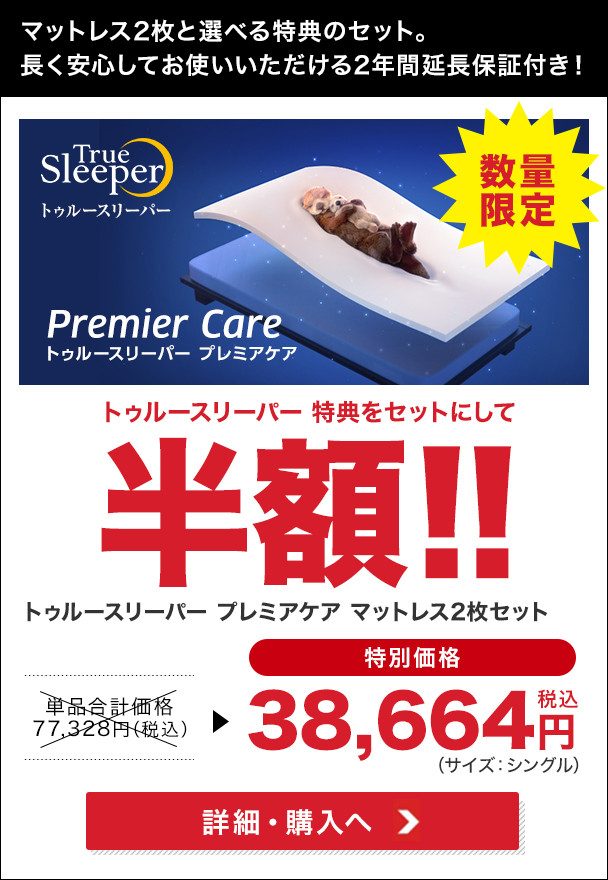 マットレス2枚と選べる特典のセット。
長く安心してお使いいただける2年間延長保証付き！
True
Sleeper
トゥルースリーパー
数量
限定
Premier Care
トゥルースリーパー プレミアケア
トゥルースリーパー 特典をセットにして
半額!!
トゥルースリーパー プレミアケア マットレス2枚セット
特別価格
単品合計価格
77,328円(税込)
38,664円 税込
(サイズ:シングル)
詳細・購入へ